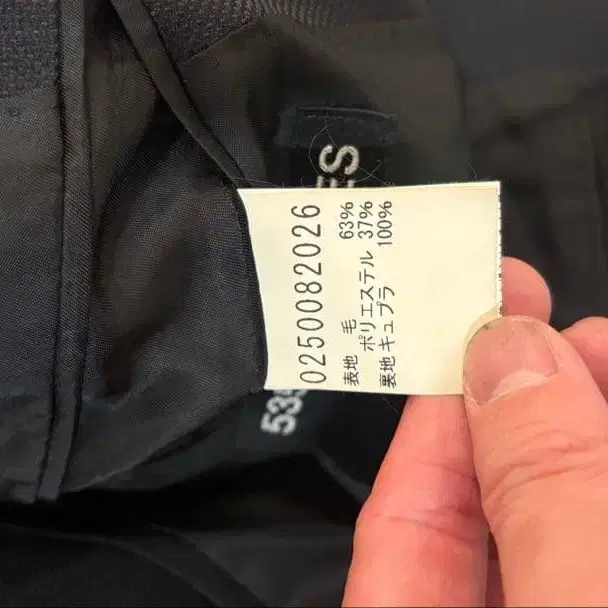 0250082026
表地 毛 63%
ポリエステル 37%
裏地 キュプラ 100%